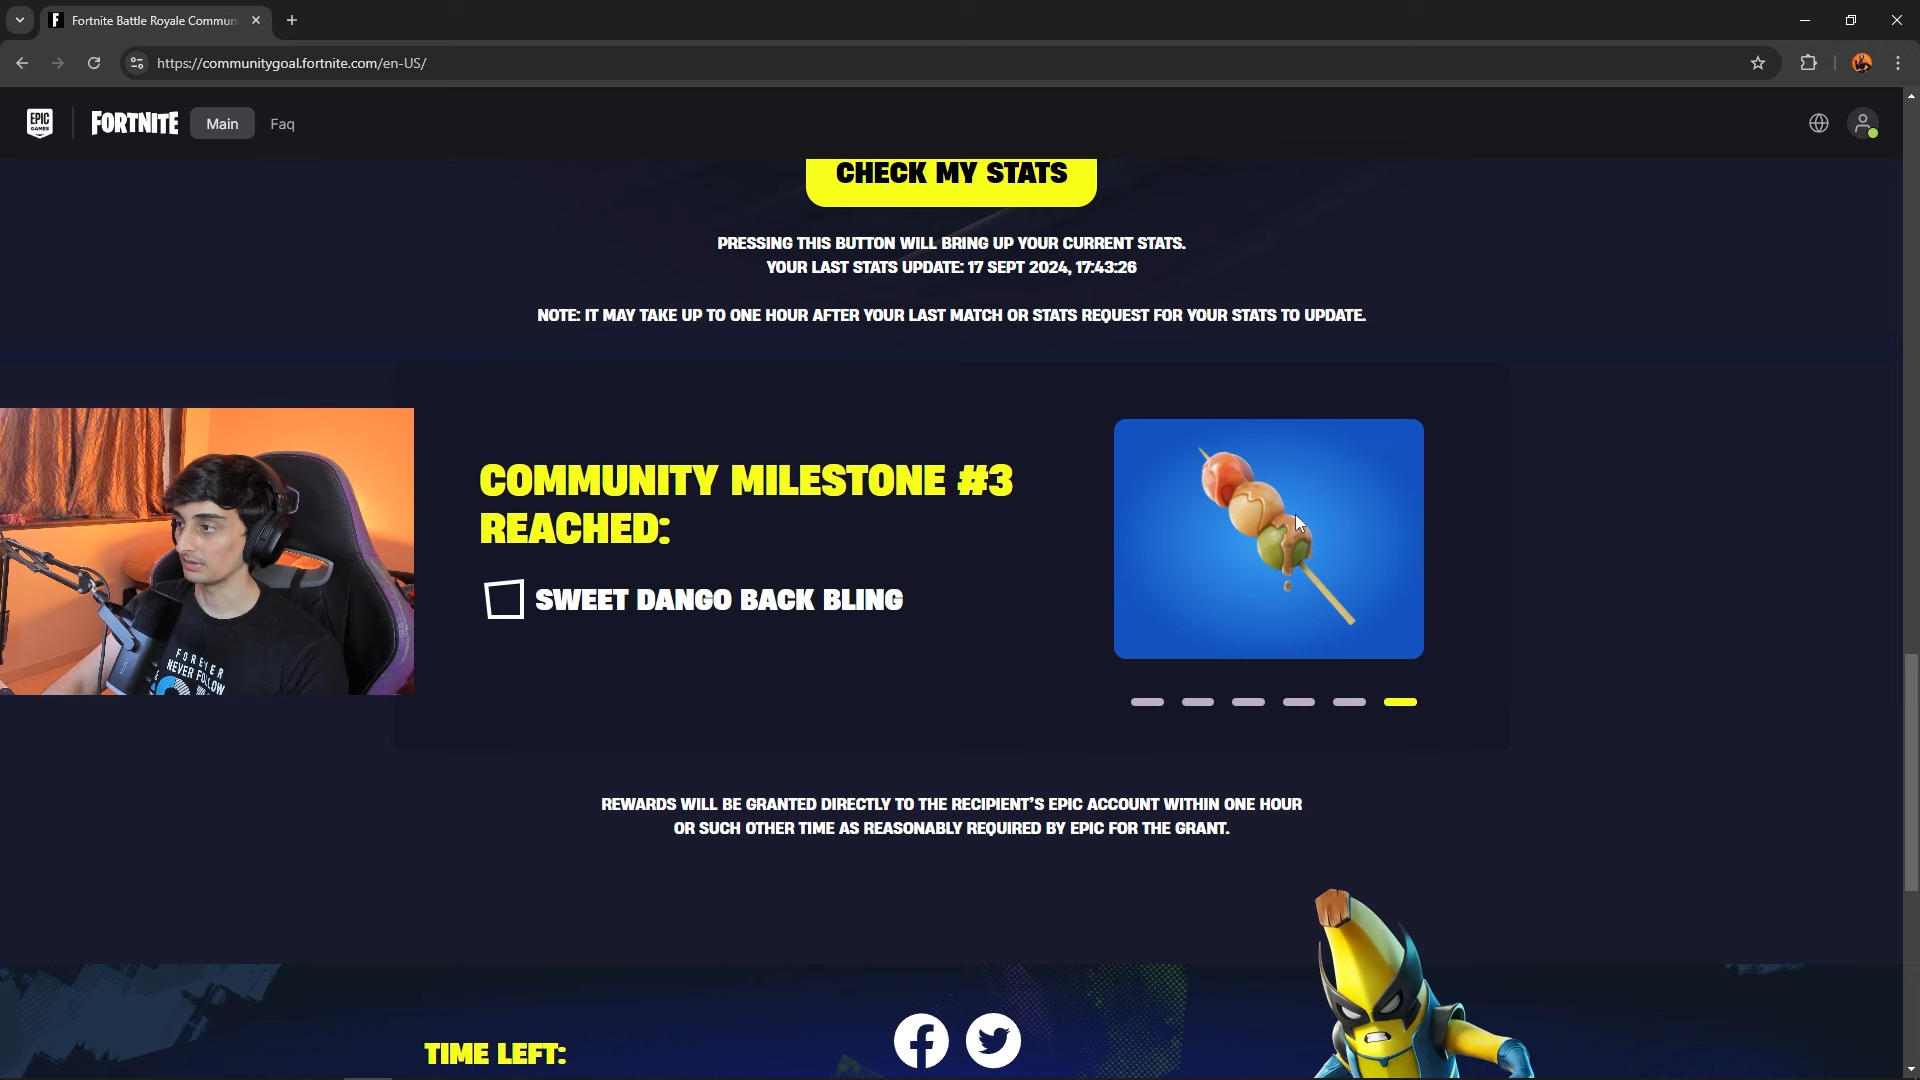 Fortnite Battle Royale Commun
https://communitygoal.fortnite.com/en-US/
EPIC
GAMES
FORTNITE
Main
Faq
CHECK MY STATS
PRESSING THIS BUTTON WILL BRING UP YOUR CURRENT STATS.
YOUR LAST STATS UPDATE: 17 SEPT 2024, 17:43:26
NOTE: IT MAY TAKE UP TO ONE HOUR AFTER YOUR LAST MATCH OR STATS REQUEST FOR YOUR STATS TO UPDATE.
COMMUNITY MILESTONE #3
REACHED:
SWEET DANGO BACK BLING
FOREVER
NEVER FOLLOW
REWARDS WILL BE GRANTED DIRECTLY TO THE RECIPIENT'S EPIC ACCOUNT WITHIN ONE HOUR
OR SUCH OTHER TIME AS REASONABLY REQUIRED BY EPIC FOR THE GRANT.
TIME LEFT: